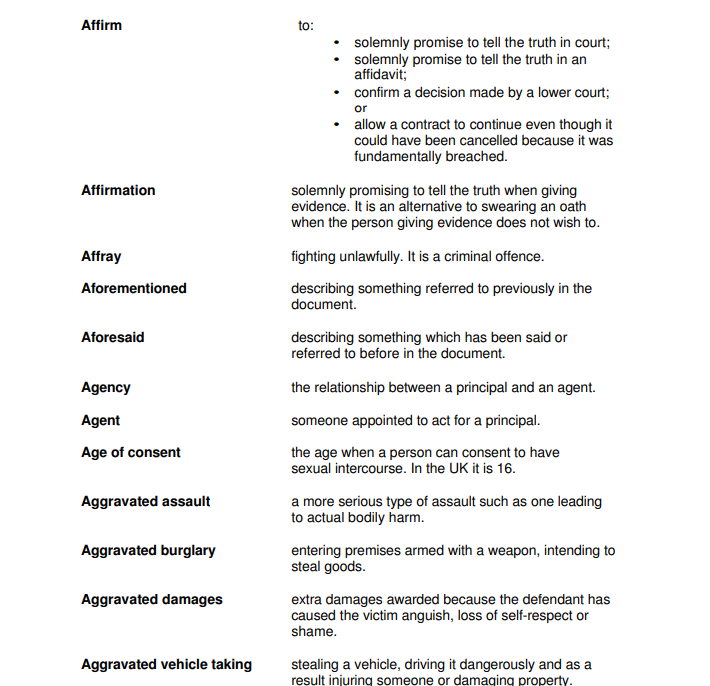 Affirm to:
• solemnly promise to tell the truth in court;
• solemnly promise to tell the truth in an
affidavit;
• confirm a decision made by a lower court;
or
• allow a contract to continue even though it
could have been cancelled because it was
fundamentally breached.
Affirmation solemnly promising to tell the truth when giving
evidence. It is an alternative to swearing an oath
when the person giving evidence does not wish to.
Affray fighting unlawfully. It is a criminal offence.
Aforementioned describing something referred to previously in the
document.
Aforesaid describing something which has been said or
referred to before in the document.
Agency the relationship between a principal and an agent.
Agent someone appointed to act for a principal.
Age of consent the age when a person can consent to have
sexual intercourse. In the UK it is 16.
Aggravated assault a more serious type of assault such as one leading
to actual bodily harm.
Aggravated burglary entering premises armed with a weapon, intending to
steal goods.
Aggravated damages extra damages awarded because the defendant has
caused the victim anguish, loss of self-respect or
shame.
Aggravated vehicle taking stealing a vehicle, driving it dangerously and as a
result injuring someone or damaging property.